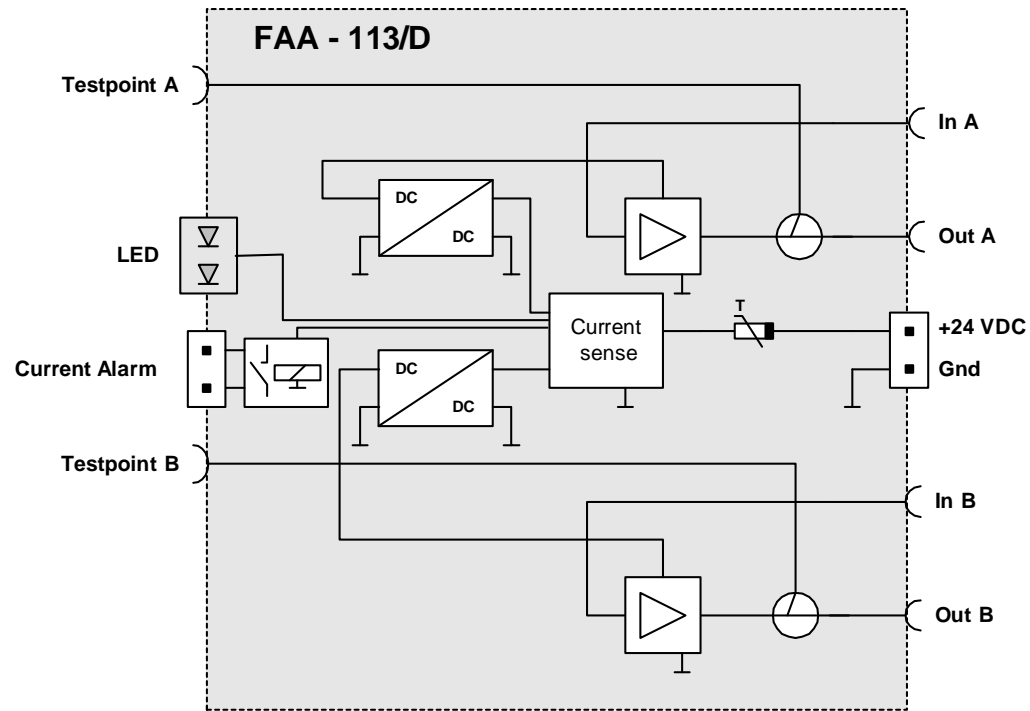 FAA - 113/D
Testpoint A
In A
DC
DC
LED
Out A
Current
sense
T
+24 VDC
Current Alarm
DC
DC
Gnd
Testpoint B
In B
Out B